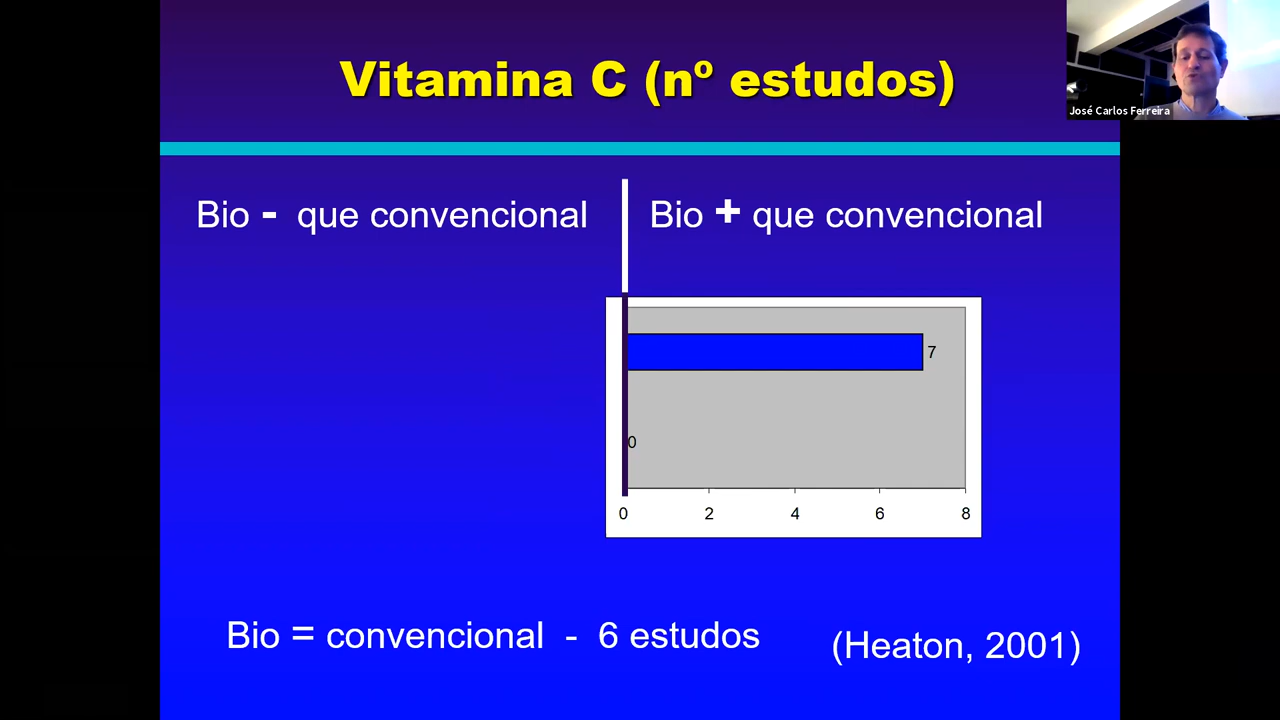 Vitamina C (nº estudos)
José Carlos Ferreira
Bio - que convencional
Bio + que convencional
7
0
0 2 4 6 8
Bio = convencional - 6 estudos
(Heaton, 2001)